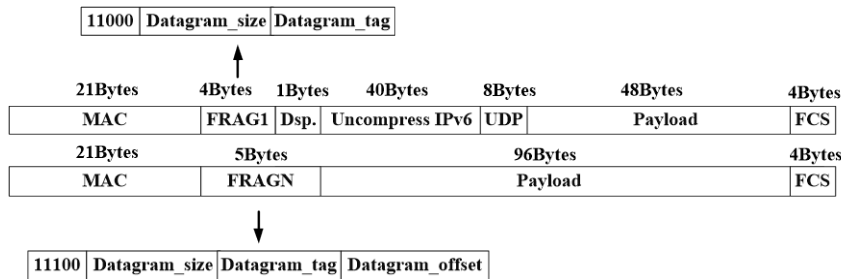 11000 Datagram_size Datagram_tag
21Bytes 4Bytes 1Bytes 40Bytes 8Bytes 48Bytes 4Bytes
MAC FRAG1 Dsp. Uncompress IPv6 UDP Payload FCS
21Bytes 5Bytes 96Bytes 4Bytes
MAC FRAGN Payload FCS
11100 Datagram_size Datagram_tag Datagram_offset